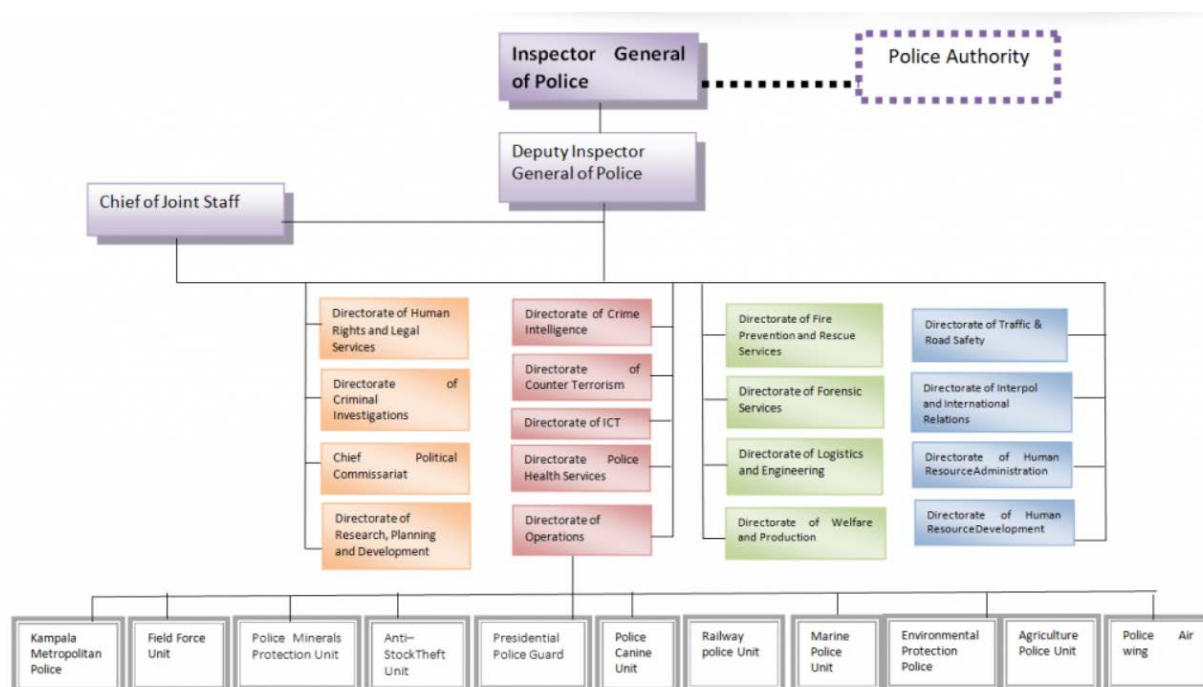 Inspector General
of Police
Police Authority
Deputy Inspector
General of Police
Chief of Joint Staff
Directorate of Human
Rights and Legal
Services
Directorate of
Criminal
Investigations
Chief Political
Commissariat
Directorate of
Research, Planning
and Development
Directorate of Crime
Intelligence
Directorate of
Counter Terrorism
Directorate of ICT
Directorate Police
Health Services
Directorate of
Operations
Directorate of Fire
Prevention and Rescue
Services
Directorate of Forensic
Services
Directorate of Logistics
and Engineering
Directorate of Welfare
and Production
Directorate of Traffic &
Road Safety
Directorate of Interpol
and International
Relations
Directorate of Human
ResourceAdministration
Directorate of Human
ResourceDevelopment
Kampala
Metropolitan
Police
Field Force
Unit
Police Minerals
Protection Unit
Anti–
StockTheft
Unit
Presidential
Police Guard
Police
Canine
Unit
Railway
police Unit
Marine
Police
Unit
Environmental
Protection
Police
Agriculture
Police Unit
Police Air
wing